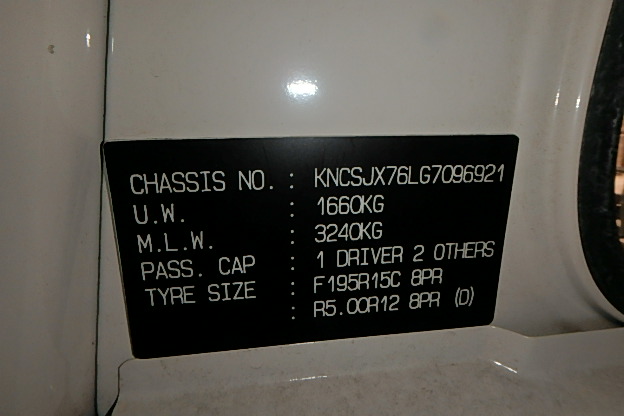 CHASSIS NO. : KNCSJX76LG7096921
U.W. : 1660KG
M.L.W. : 3240KG
PASS. CAP : 1 DRIVER 2 OTHERS
TYRE SIZE : F195R15C 8PR
: R5.00R12 8PR (D)